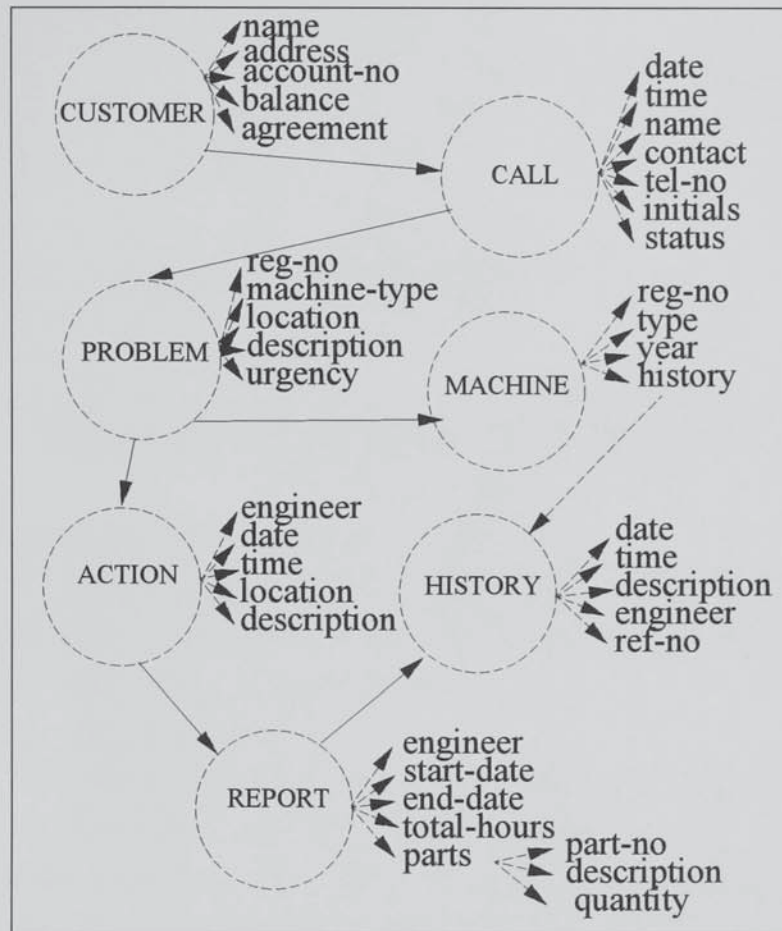 CUSTOMER
name
address
account-no
balance
agreement
CALL
date
time
name
contact
tel-no
initials
status
PROBLEM
reg-no
machine-type
location
description
urgency
MACHINE
reg-no
type
year
history
ACTION
engineer
date
time
location
description
HISTORY
date
time
description
engineer
ref-no
REPORT
engineer
start-date
end-date
total-hours
parts
part-no
description
quantity